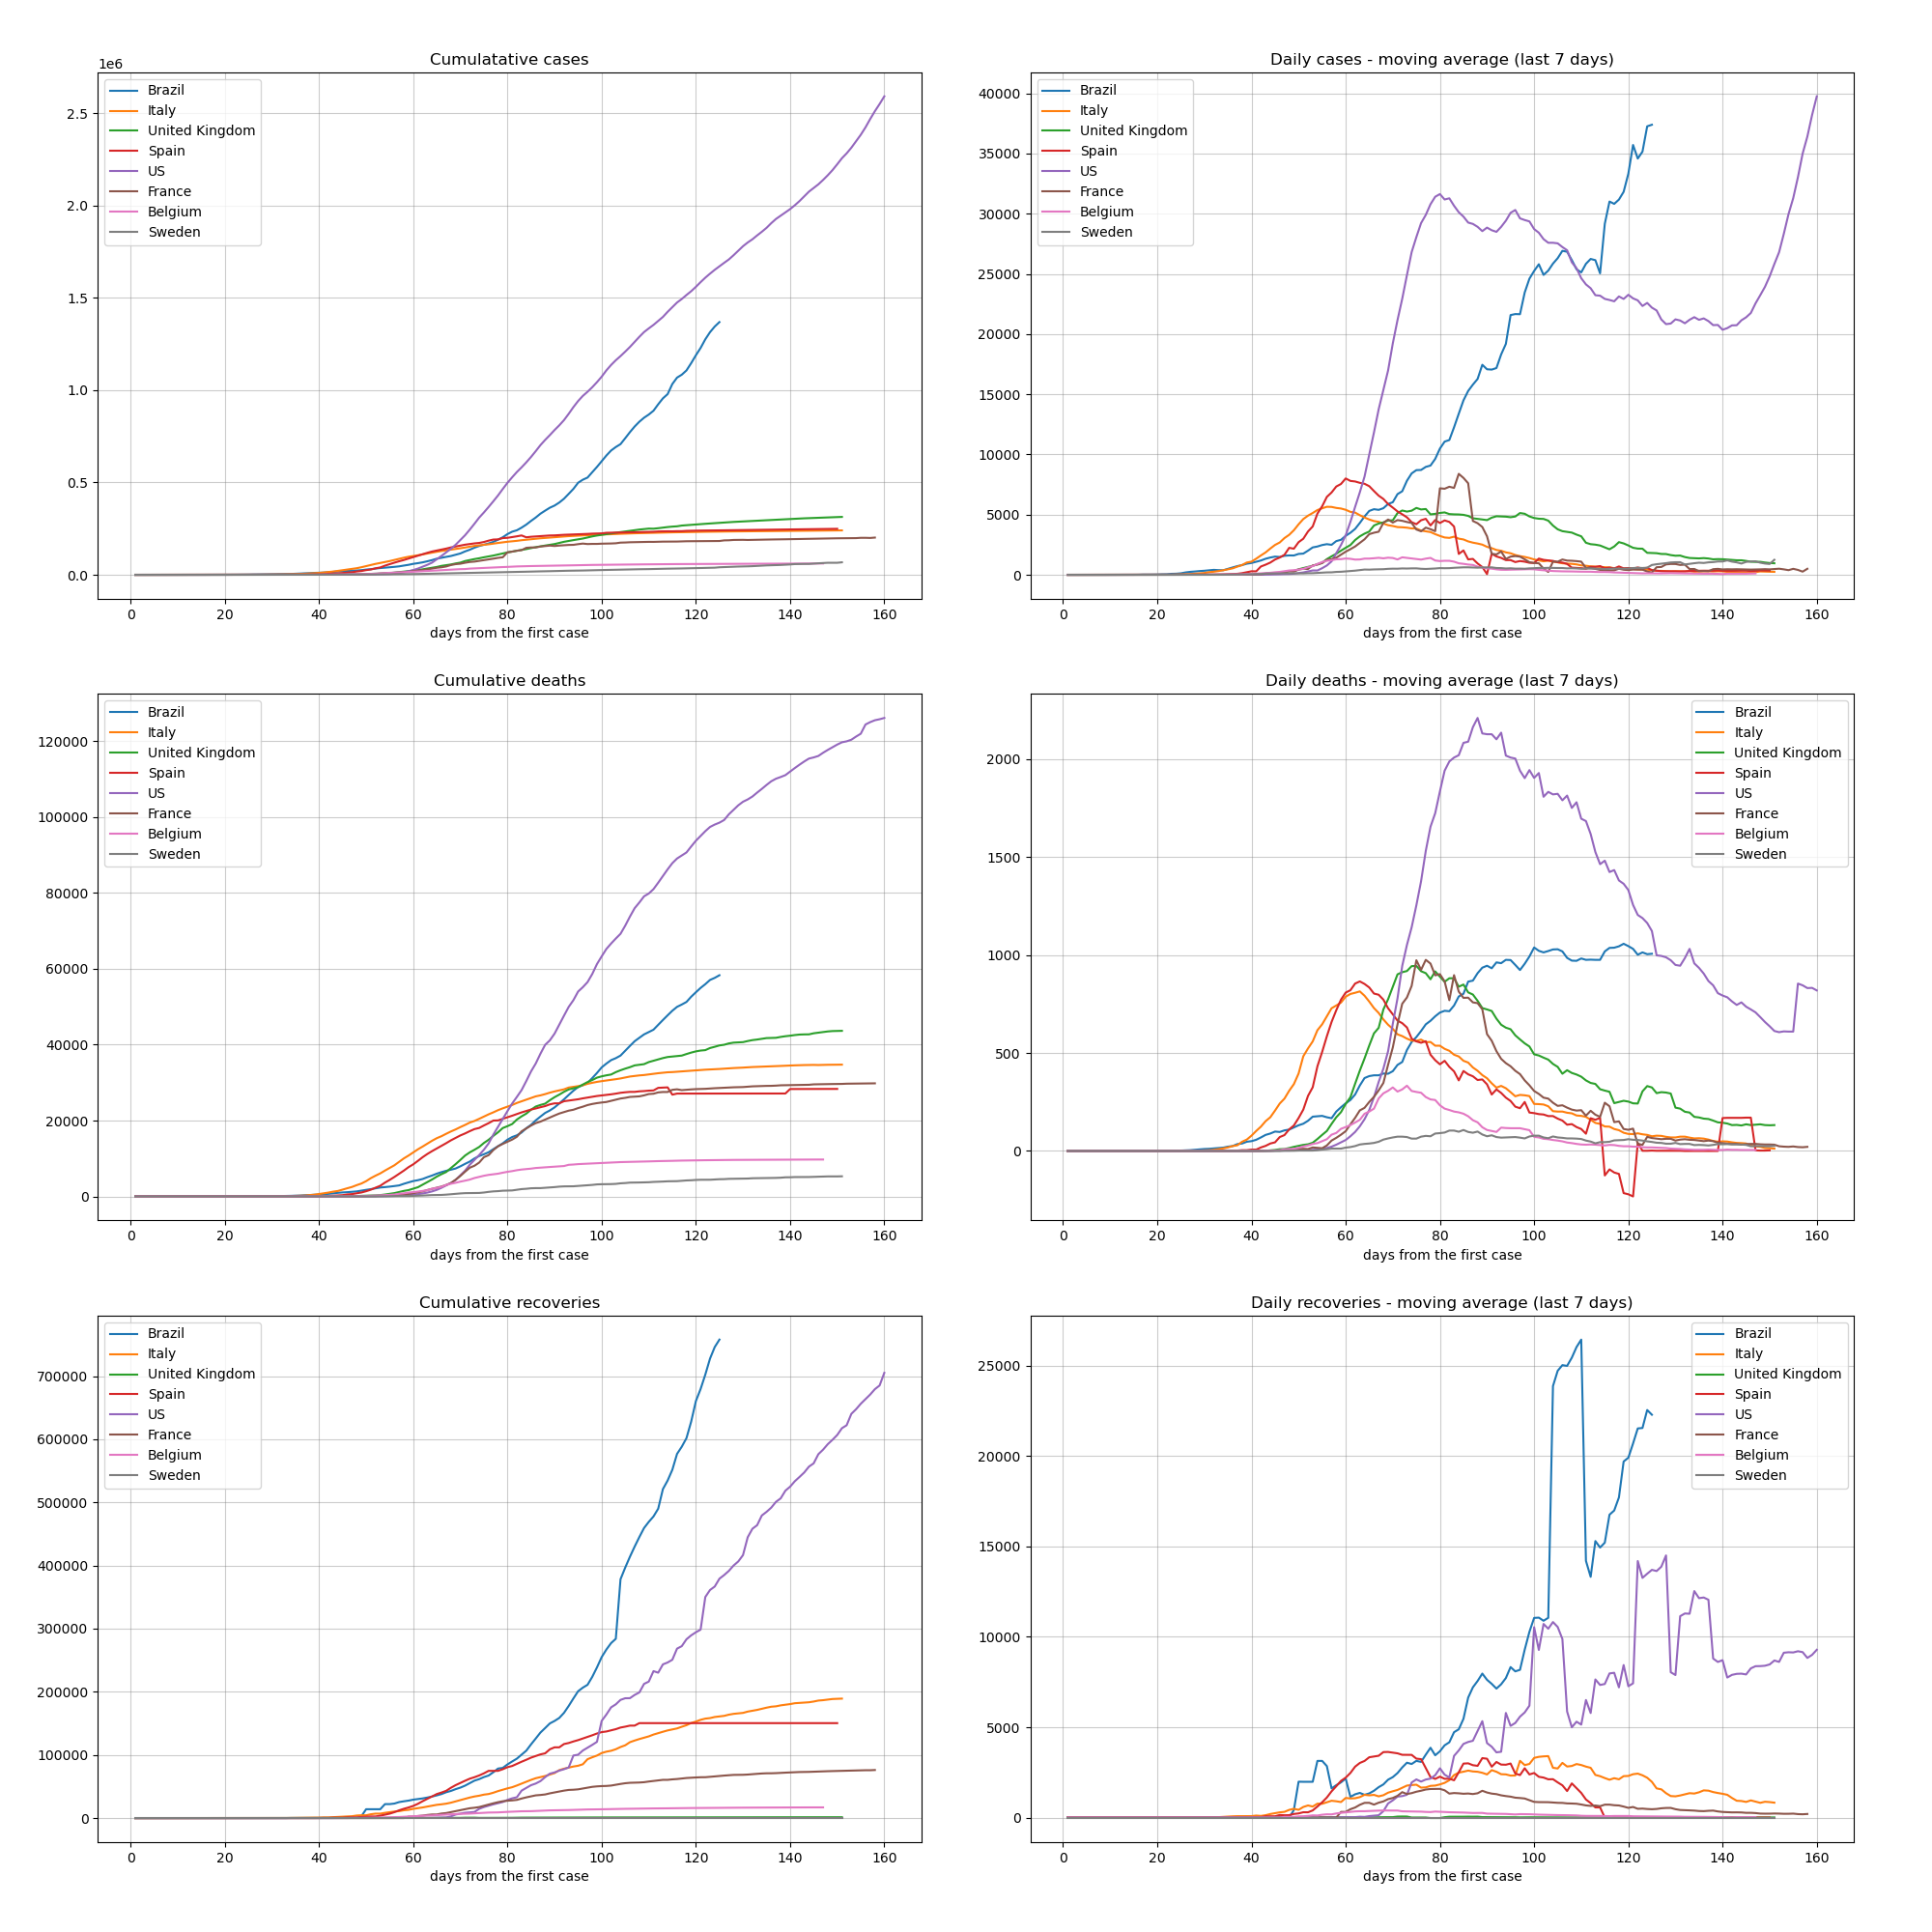 Cumulatative cases
1e6
Brazil
Italy
United Kingdom
Spain
US
France
Belgium
Sweden
2.5
2.0
1.5
1.0
0.5
0.0
0 20 40 60 80 100 120 140 160
days from the first case
Daily cases - moving average (last 7 days)
Brazil
Italy
United Kingdom
Spain
US
France
Belgium
Sweden
40000
35000
30000
25000
20000
15000
10000
5000
0
0 20 40 60 80 100 120 140 160
days from the first case
Cumulative deaths
Brazil
Italy
United Kingdom
Spain
US
France
Belgium
Sweden
120000
100000
80000
60000
40000
20000
0
0 20 40 60 80 100 120 140 160
days from the first case
Daily deaths - moving average (last 7 days)
Brazil
Italy
United Kingdom
Spain
US
France
Belgium
Sweden
2000
1500
1000
500
0
0 20 40 60 80 100 120 140 160
days from the first case
Cumulative recoveries
Brazil
Italy
United Kingdom
Spain
US
France
Belgium
Sweden
700000
600000
500000
400000
300000
200000
100000
0
0 20 40 60 80 100 120 140 160
days from the first case
Daily recoveries - moving average (last 7 days)
Brazil
Italy
United Kingdom
Spain
US
France
Belgium
Sweden
25000
20000
15000
10000
5000
0
0 20 40 60 80 100 120 140 160
days from the first case